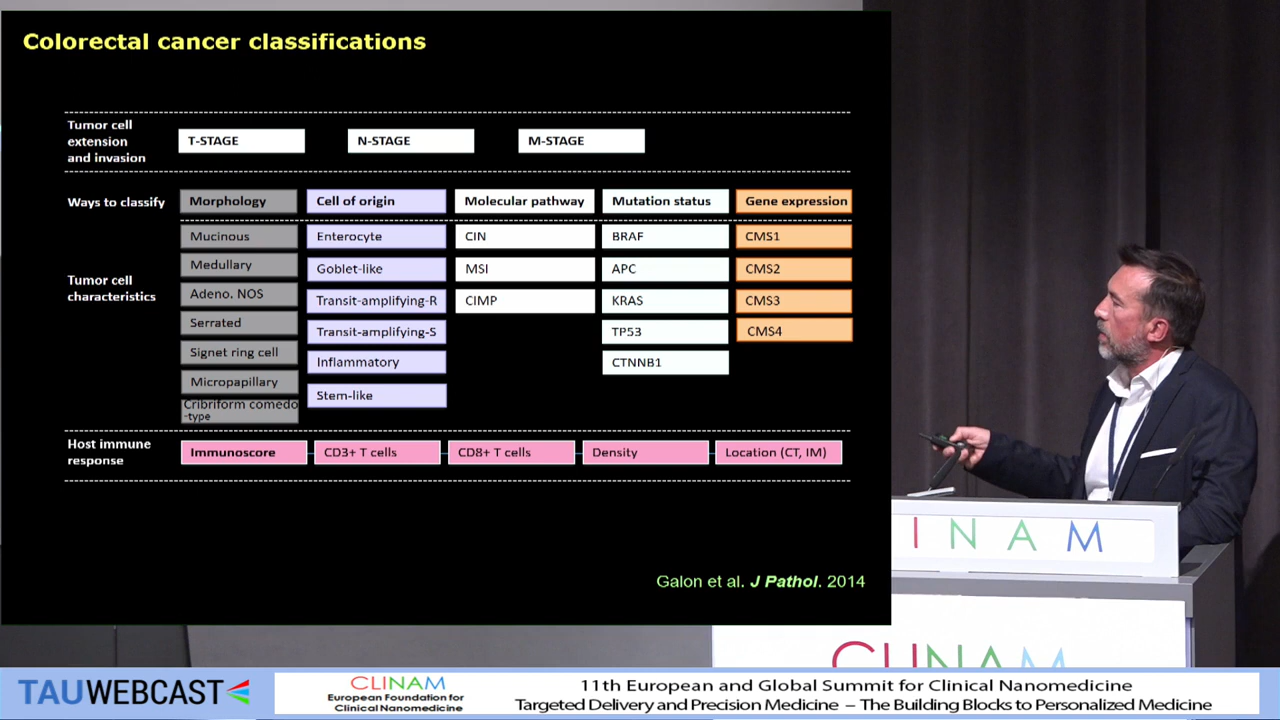 Colorectal cancer classifications
Tumor cell
extension
and invasion
T-STAGE
N-STAGE
M-STAGE
Ways to classify
Morphology
Cell of origin
Molecular pathway
Mutation status
Gene expression
Tumor cell
characteristics
Mucinous
Medullary
Adeno. NOS
Serrated
Signet ring cell
Micropapillary
Cribriform comedo
-type
Enterocyte
Goblet-like
Transit-amplifying-R
Transit-amplifying-S
Inflammatory
Stem-like
CIN
MSI
CIMP
BRAF
APC
KRAS
TP53
CTNNB1
CMS1
CMS2
CMS3
CMS4
Host immune
response
Immunoscore
CD3+ T cells
CD8+ T cells
Density
Location (CT, IM)
Galon et al. J Pathol. 2014
INAM
CLINAM
TAUWEBCAST
CLINAM
European Foundation for
Clinical Nanomedicine
11th European and Global Summit for Clinical Nanomedicine
Targeted Delivery and Precision Medicine – The Building Blocks to Personalized Medicine